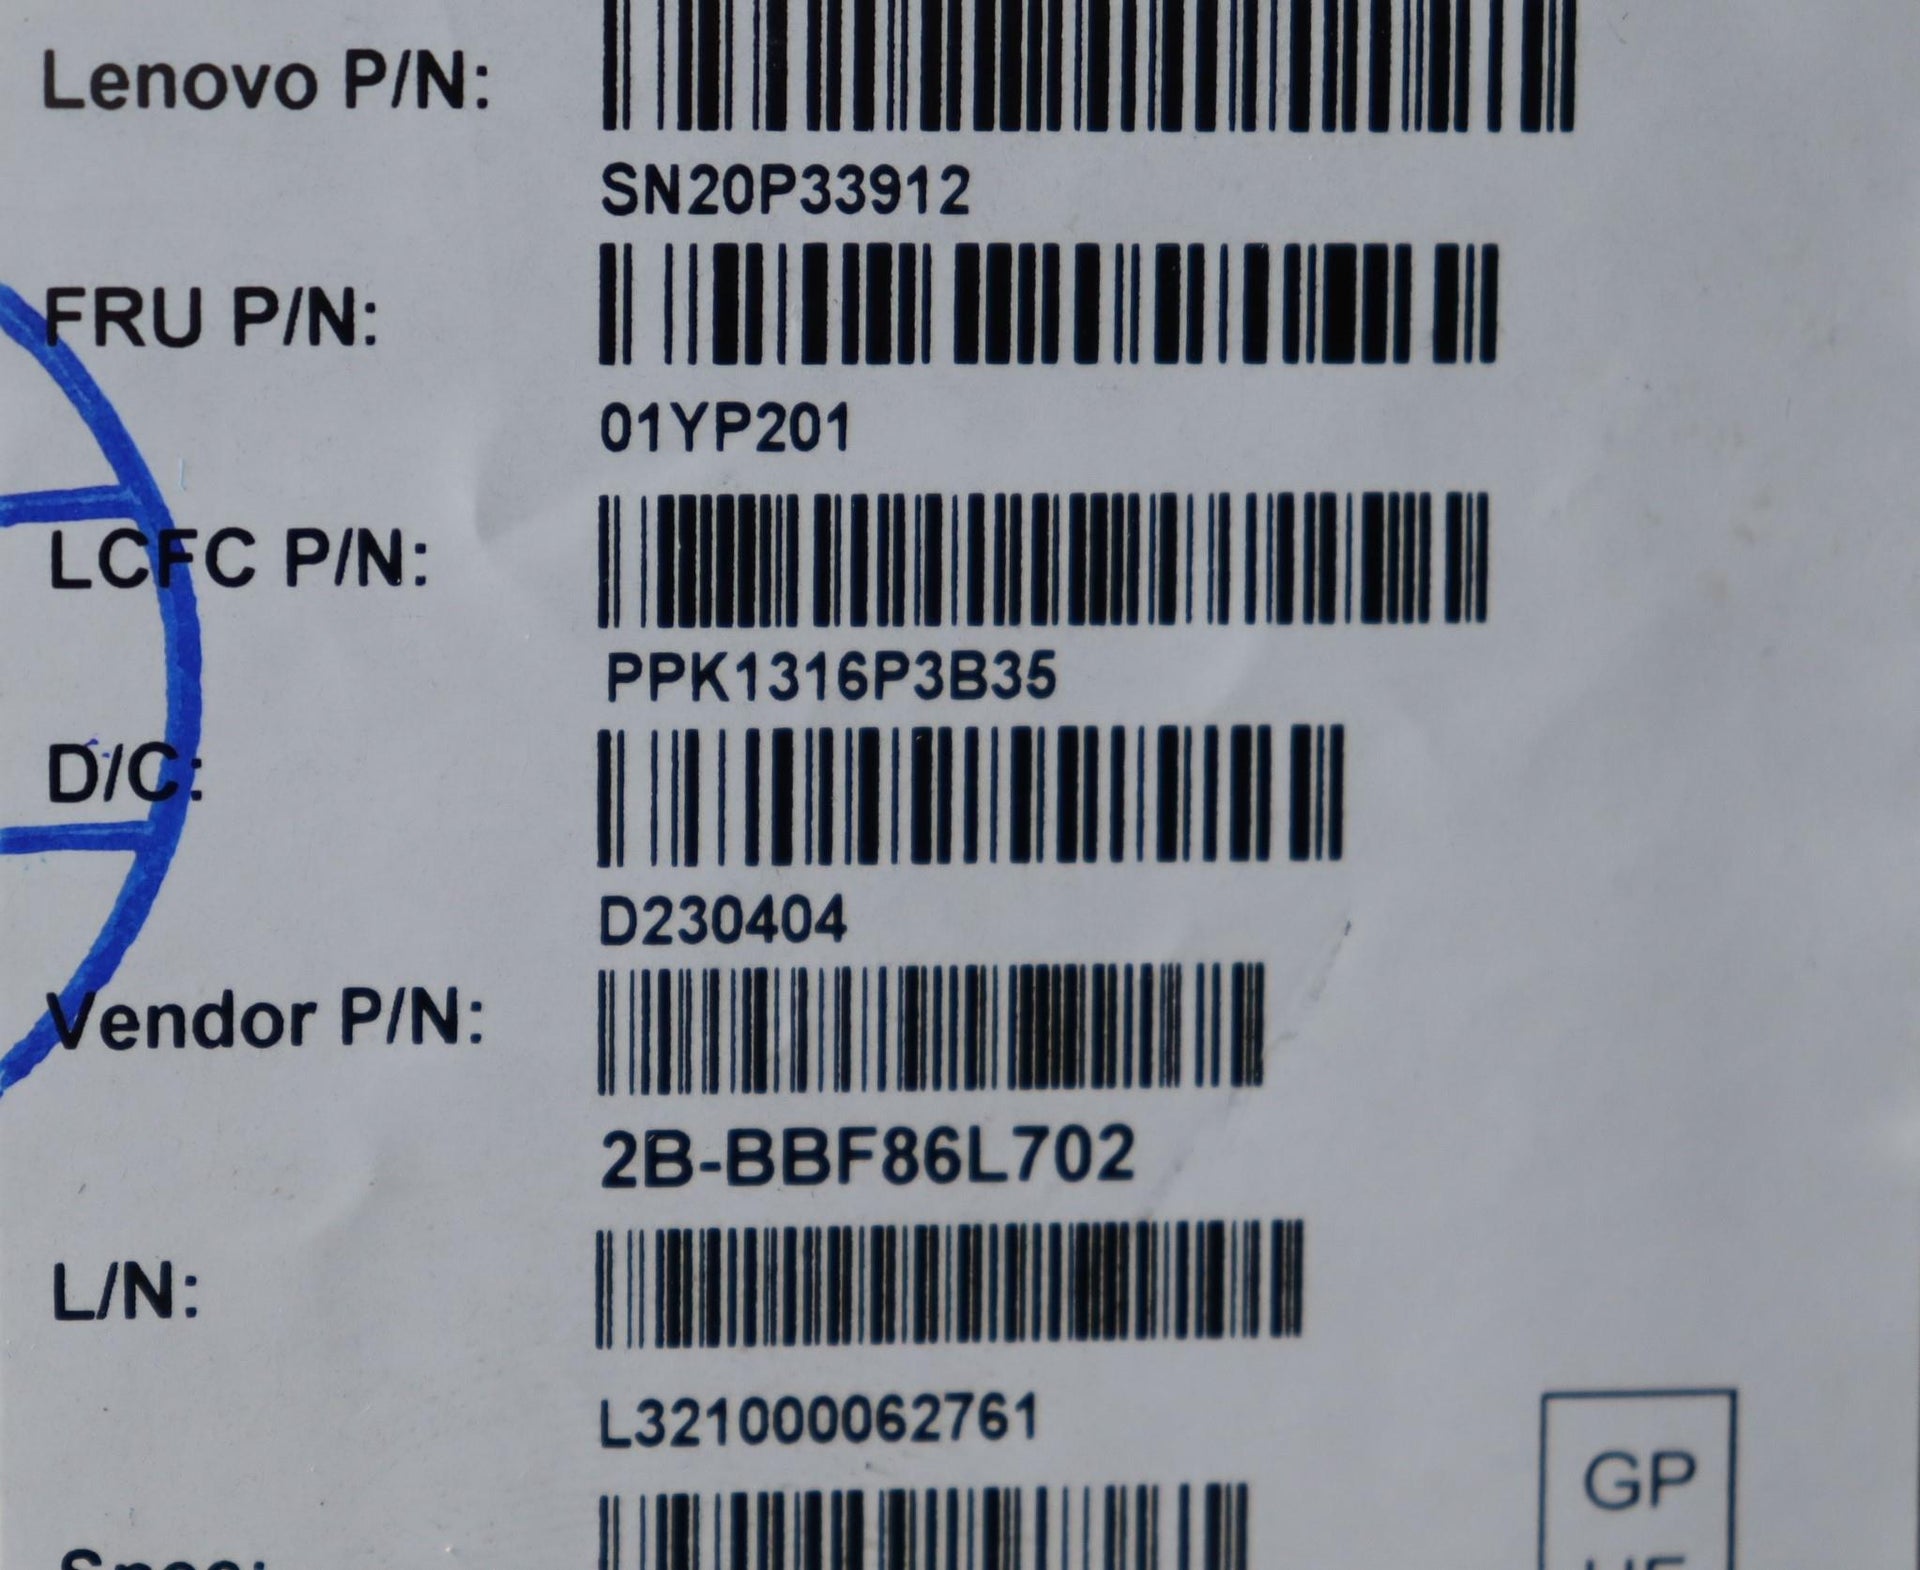 Lenovo P/N:
SN20P33912
FRU P/N:
01YP201
LCFC P/N:
PPK1316P3B35
D/C:
D230404
Vendor P/N:
2B-BBF86L702
L/N:
L321000062761
GP